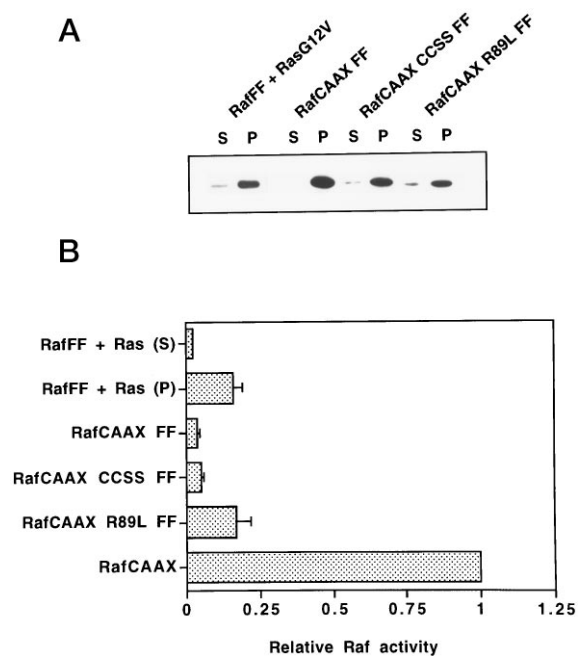 A
RafFF + RasG12V
RafCAAX FF
RafCAAX CCSS FF
RafCAAX R89L FF
S P S P S P S P
B
RafFF + Ras (S)
RafFF + Ras (P)
RafCAAX FF
RafCAAX CCSS FF
RafCAAX R89L FF
RafCAAX
0 0.25 0.5 0.75 1 1.25
Relative Raf activity